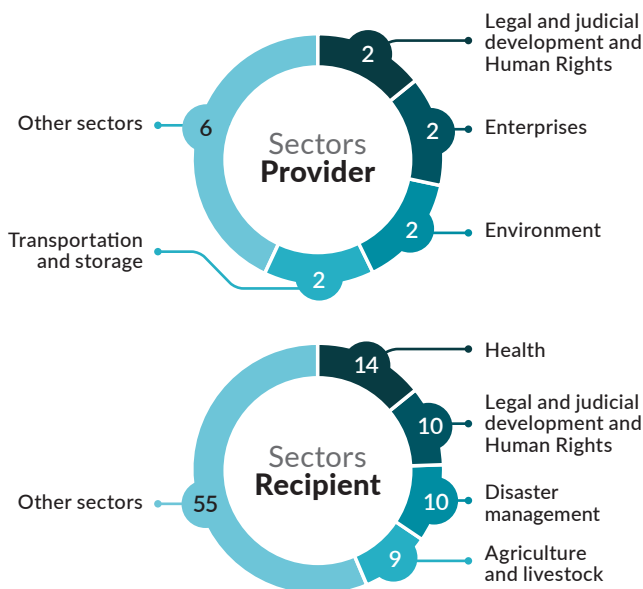 Sectors
Provider
2
Legal and judicial
development and
Human Rights
2
Enterprises
2
Environment
2
Transportation
and storage
6
Other sectors
Sectors
Recipient
14
Health
10
Legal and judicial
development and
Human Rights
10
Disaster
management
9
Agriculture
and livestock
55
Other sectors